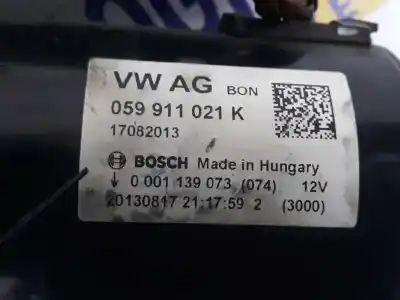 VW AG BON
059 911 021 K
17082013
BOSCH Made in Hungary
↓ 0 001 139 073 (074) 12V
20130817 21:17:59 2 (3000)